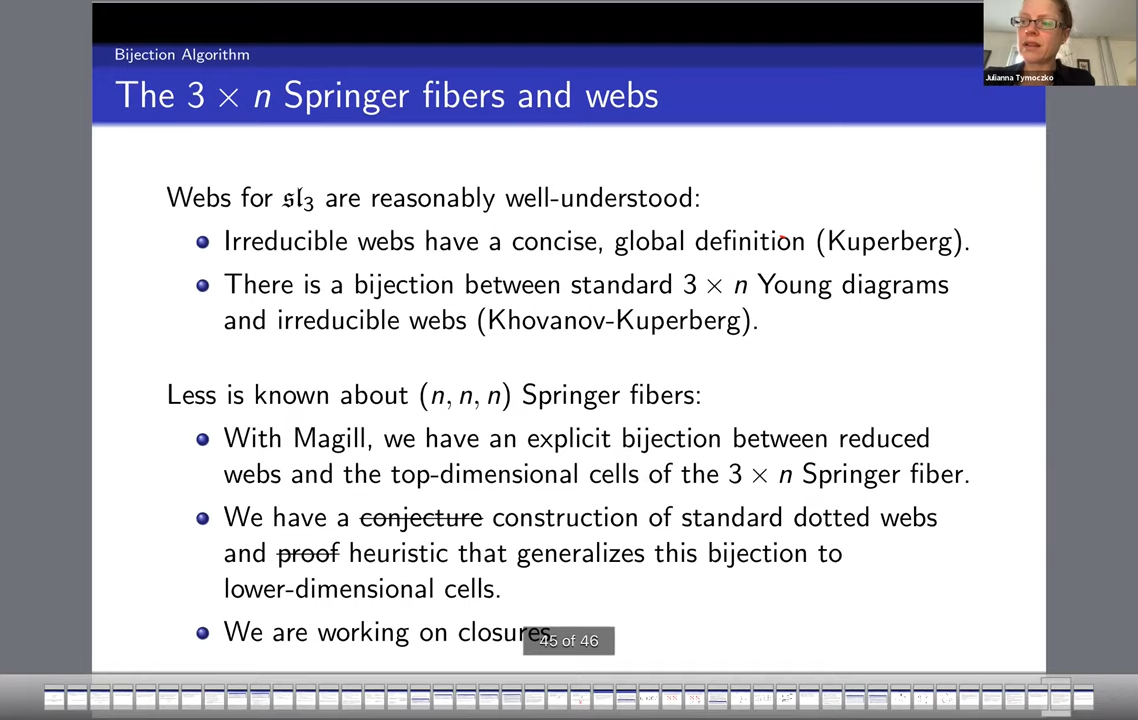 Bijection Algorithm
The 3 × n Springer fibers and webs
Julianna Tymoczko
Webs for 𝔰𝔩₃ are reasonably well-understood:
Irreducible webs have a concise, global definition (Kuperberg).
There is a bijection between standard 3 × n Young diagrams
and irreducible webs (Khovanov-Kuperberg).
Less is known about (n, n, n) Springer fibers:
With Magill, we have an explicit bijection between reduced
webs and the top-dimensional cells of the 3 × n Springer fiber.
We have a conjecture construction of standard dotted webs
and proof heuristic that generalizes this bijection to
lower-dimensional cells.
We are working on closures
45 of 46